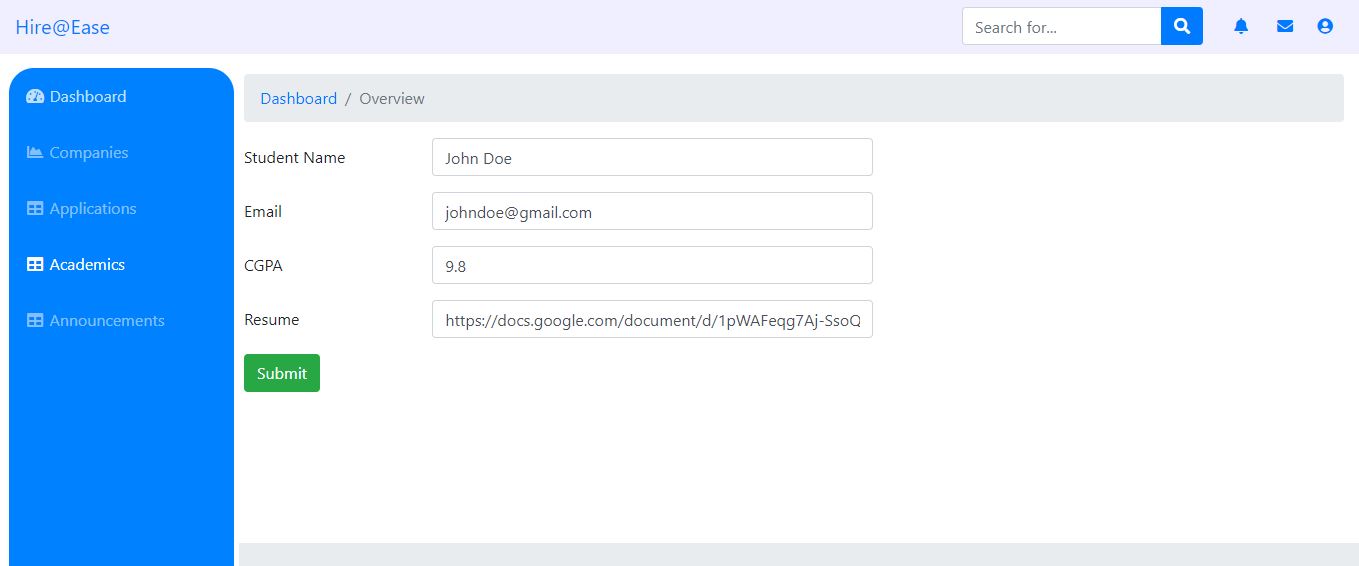 Hire@Ease
Search for...
Dashboard
Companies
Applications
Academics
Announcements
Dashboard / Overview
Student Name John Doe
Email johndoe@gmail.com
CGPA 9.8
Resume https://docs.google.com/document/d/1pWAFeqg7Aj-SsoQ
Submit